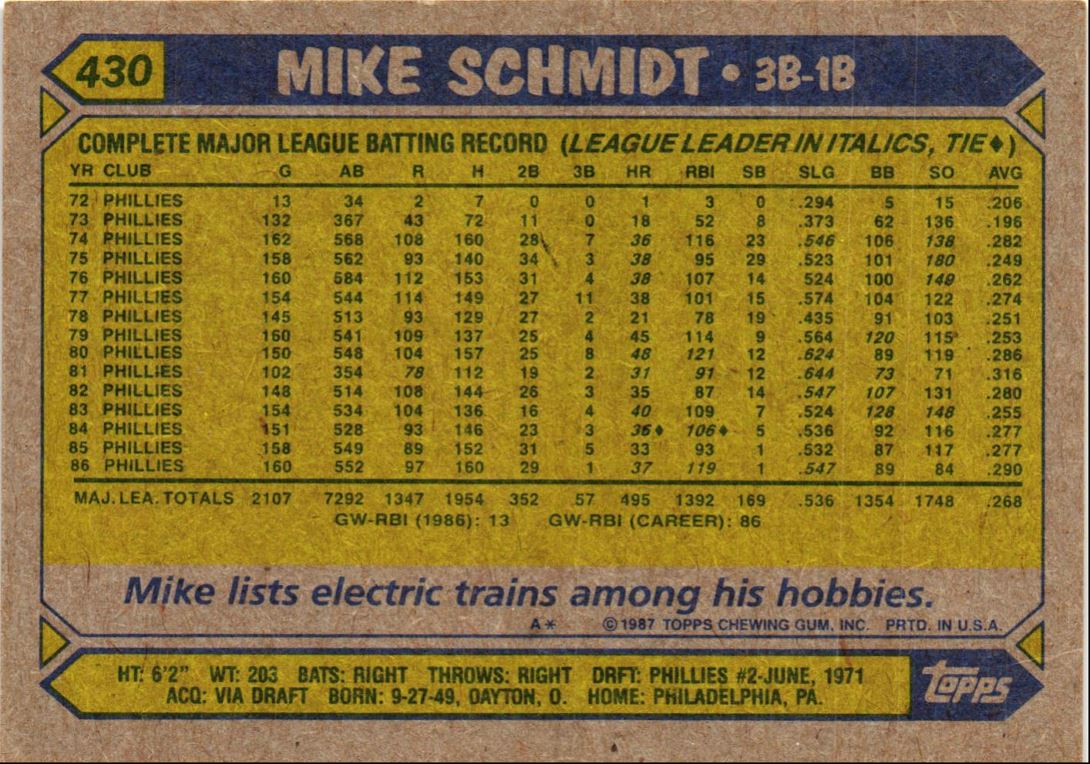 430 MIKE SCHMIDT • 3B-1B
COMPLETE MAJOR LEAGUE BATTING RECORD (LEAGUE LEADER IN ITALICS, TIE♦)
YR CLUB G AB R H 2B 3B HR RBI SB SLG BB SO AVG
72 PHILLIES 13 34 2 7 0 0 1 3 0 .294 5 15 .206
73 PHILLIES 132 367 43 72 11 0 18 52 8 .373 62 136 .196
74 PHILLIES 162 568 108 160 28 7 36 116 23 .546 106 138 .282
75 PHILLIES 158 562 93 140 34 3 38 95 29 .523 101 180 .249
76 PHILLIES 160 584 112 153 31 4 38 107 14 .524 100 149 .262
77 PHILLIES 154 544 114 149 27 11 38 101 15 .574 104 122 .274
78 PHILLIES 145 513 93 129 27 2 21 78 19 .435 91 103 .251
79 PHILLIES 160 541 109 137 25 4 45 114 9 .564 120 115 .253
80 PHILLIES 150 548 104 157 25 8 48 121 12 .624 89 119 .286
81 PHILLIES 102 354 78 112 19 2 31 91 12 .644 73 71 .316
82 PHILLIES 148 514 108 144 26 3 35 87 14 .547 107 131 .280
83 PHILLIES 154 534 104 136 16 4 40 109 7 .524 128 148 .255
84 PHILLIES 151 528 93 146 23 3 36♦ 106♦ 5 .536 92 116 .277
85 PHILLIES 158 549 89 152 31 5 33 93 1 .532 87 117 .277
86 PHILLIES 160 552 97 160 29 1 37 119 1 .547 89 84 .290
MAJ. LEA. TOTALS 2107 7292 1347 1954 352 57 495 1392 169 .536 1354 1748 .268
GW-RBI (1986): 13 GW-RBI (CAREER): 86
Mike lists electric trains among his hobbies.
A* ©1987 TOPPS CHEWING GUM, INC. PRTD. IN U.S.A.
HT: 6'2" WT: 203 BATS: RIGHT THROWS: RIGHT DRFT: PHILLIES #2-JUNE, 1971
ACQ: VIA DRAFT BORN: 9-27-49, DAYTON, O. HOME: PHILADELPHIA, PA.
topps